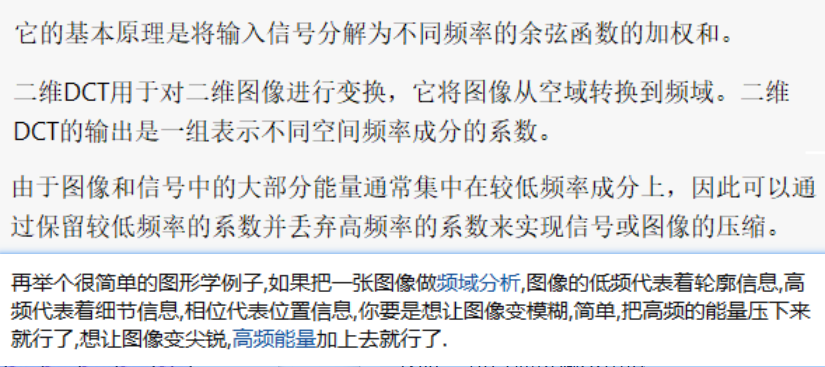 它的基本原理是将输入信号分解为不同频率的余弦函数的加权和。
二维DCT用于对二维图像进行变换，它将图像从空域转换到频域。二维
DCT的输出是一组表示不同空间频率成分的系数。
由于图像和信号中的大部分能量通常集中在较低频率成分上，因此可以通
过保留较低频率的系数并丢弃高频率的系数来实现信号或图像的压缩。
再举个很简单的图形学例子,如果把一张图像做频域分析,图像的低频代表着轮廓信息,高
频代表着细节信息,相位代表位置信息,你要是想让图像变模糊,简单,把高频的能量压下来
就行了,想让图像变尖锐,高频能量加上去就行了.